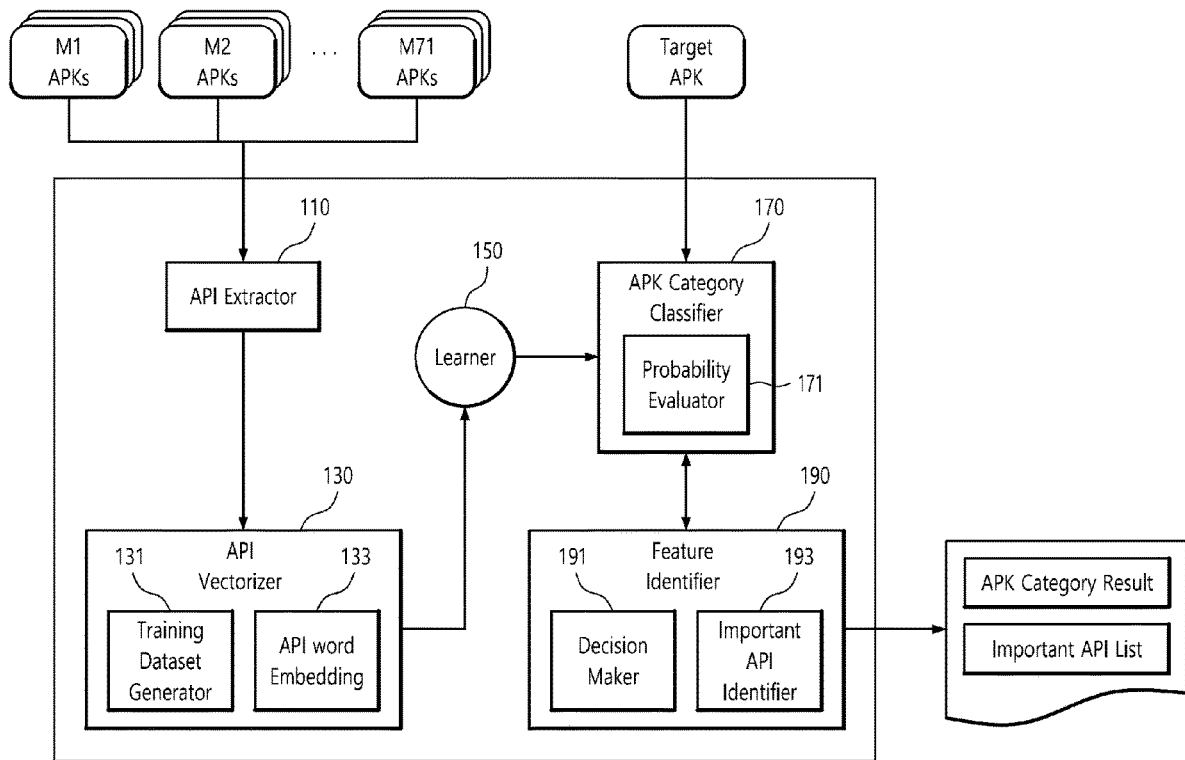 M1
APKs
M2
APKs
. . .
M71
APKs
Target
APK
110
API Extractor
150
Learner
170
APK Category
Classifier
Probability
Evaluator
171
130
API
Vectorizer
131
Training
Dataset
Generator
133
API word
Embedding
190
Feature
Identifier
191
Decision
Maker
193
Important
API
Identifier
APK Category Result
Important API List